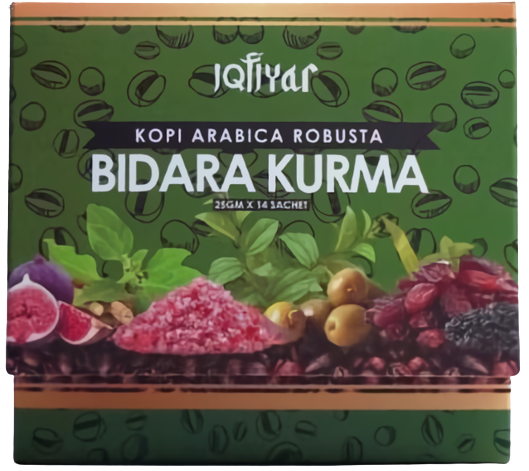 IQTIYar
KOPI ARABICA ROBUSTA
BIDARA KURMA
25GM X 14 SACHET